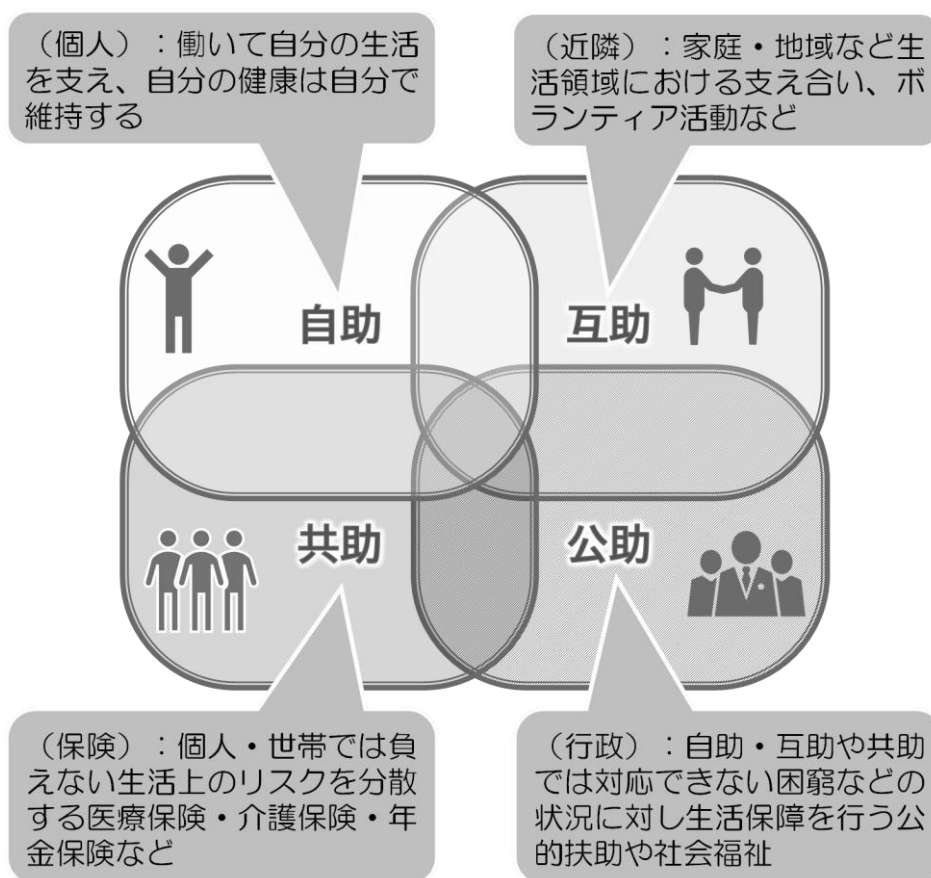 （個人）：働いて自分の生活
を支え、自分の健康は自分で
維持する
（近隣）：家庭・地域など生
活領域における支え合い、ボ
ランティア活動など
自助
互助
共助
公助
（保険）：個人・世帯では負
えない生活上のリスクを分散
する医療保険・介護保険・年
金保険など
（行政）：自助・互助や共助
では対応できない困窮などの
状況に対し生活保障を行う公
的扶助や社会福祉